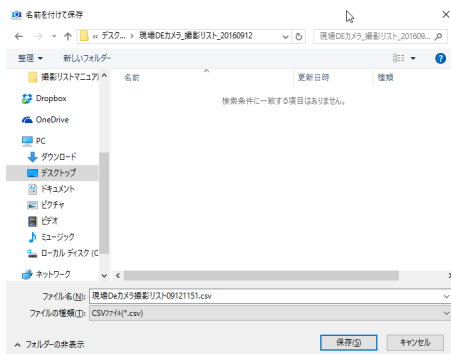 名前を付けて保存
« デスク... › 現場DEカメラ_撮影リスト_20160912
現場DEカメラ_撮影リスト_201609...
整理 新しいフォルダー
撮影リストマニュアル
Dropbox
OneDrive
PC
ダウンロード
デスクトップ
ドキュメント
ピクチャ
ビデオ
ミュージック
ローカル ディスク (C
ネットワーク
名前 更新日時 種類
検索条件に一致する項目はありません。
ファイル名(N): 現場Deカメラ撮影リスト09121151.csv
ファイルの種類(T): CSVファイル(*.csv)
フォルダーの非表示 保存(S) キャンセル